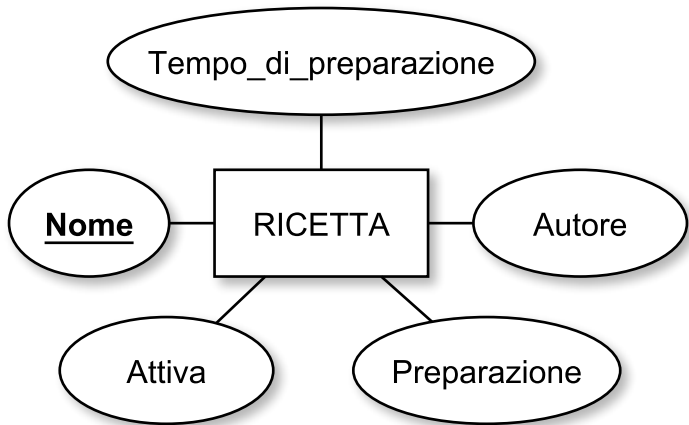 Tempo_di_preparazione
Nome
RICETTA
Autore
Attiva
Preparazione